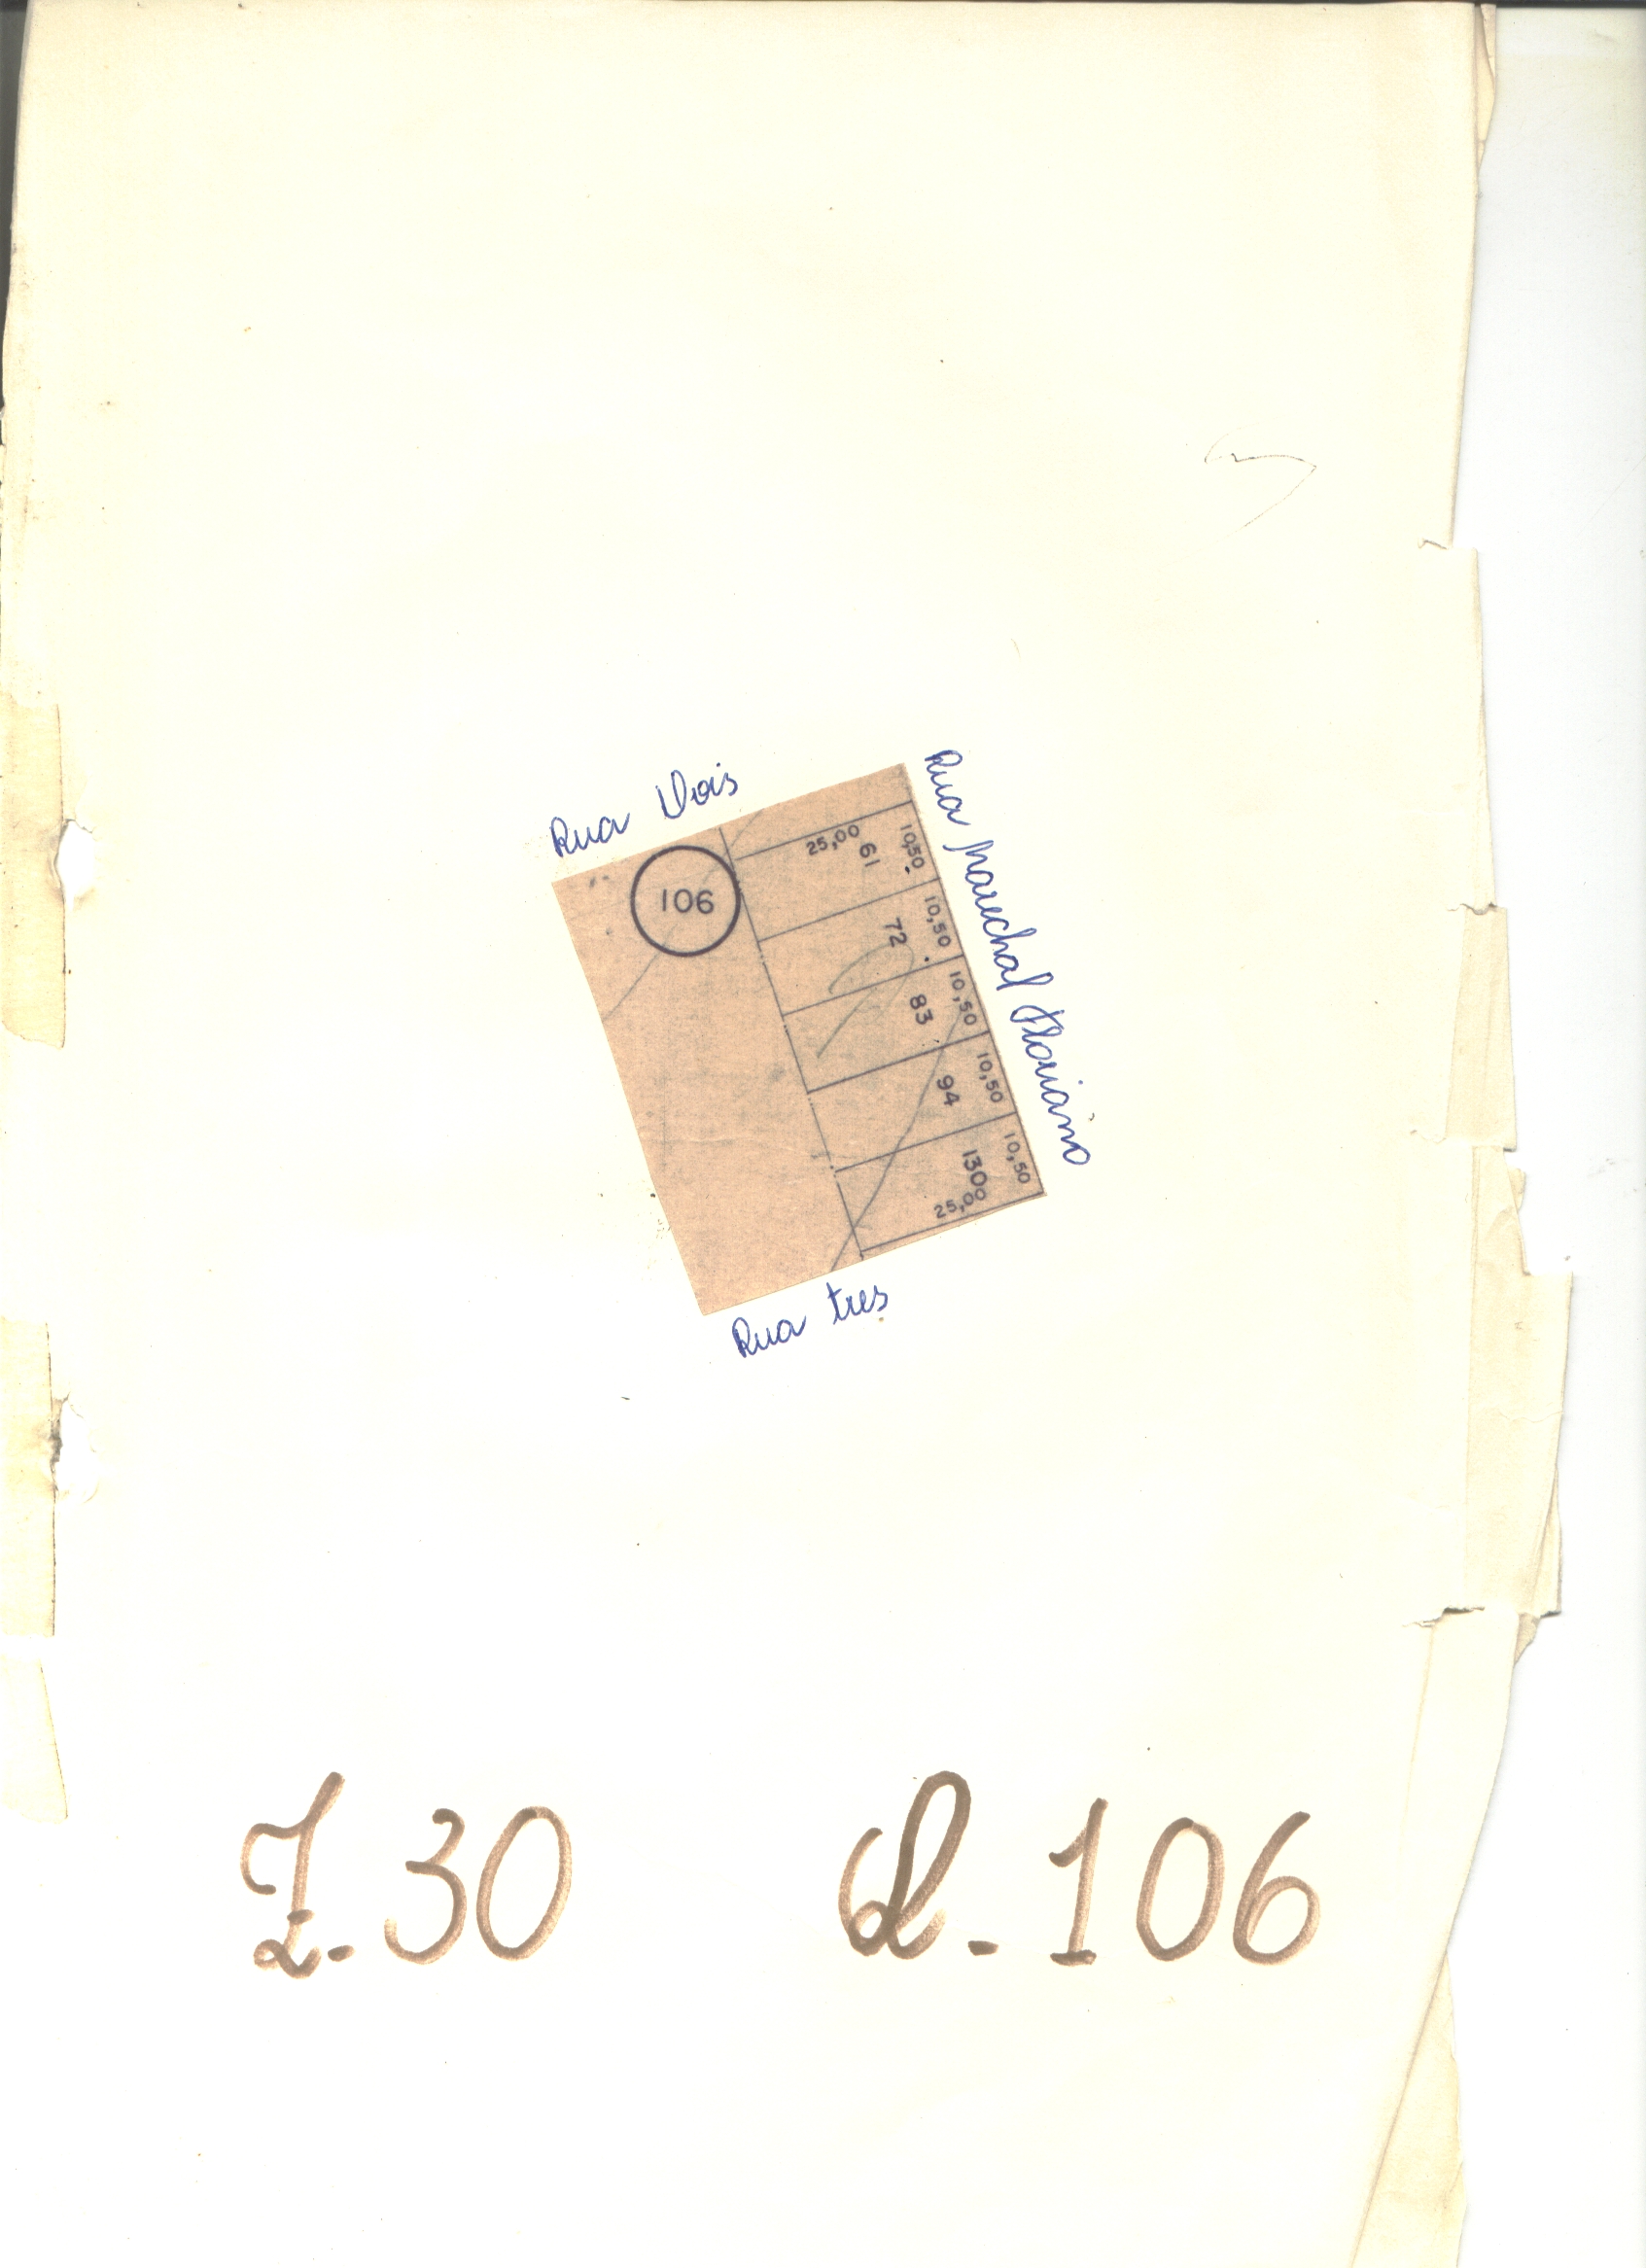 Rua Dois
Rua Marechal Floriano
106
10,50
25,00
61
10,50
72
10,50
83
10,50
94
10,50
130
25,00
Rua tres
Z.30
Q.106